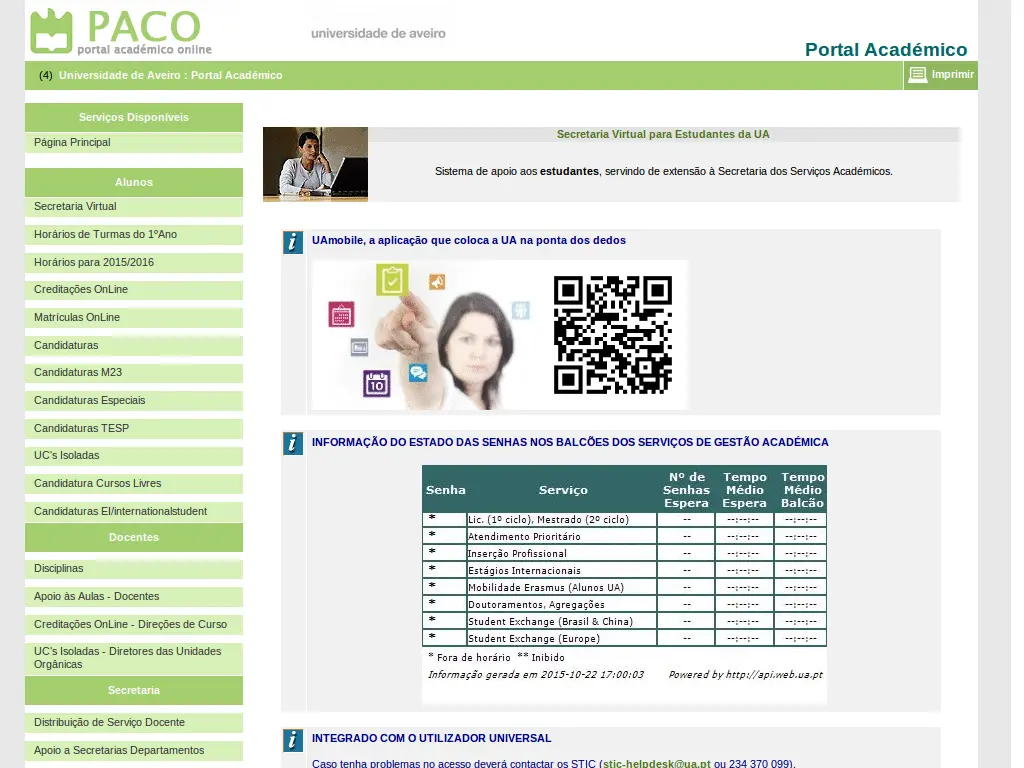 PACO
portal académico online
universidade de aveiro
Portal Académico
(4) Universidade de Aveiro : Portal Académico
Imprimir
Serviços Disponíveis
Página Principal
Alunos
Secretaria Virtual
Horários de Turmas do 1ºAno
Horários para 2015/2016
Creditações OnLine
Matrículas OnLine
Candidaturas
Candidaturas M23
Candidaturas Especiais
Candidaturas TESP
UC's Isoladas
Candidatura Cursos Livres
Candidaturas EI/internationalstudent
Docentes
Disciplinas
Apoio às Aulas - Docentes
Creditações OnLine - Direções de Curso
UC's Isoladas - Diretores das Unidades
Orgânicas
Secretaria
Distribuição de Serviço Docente
Apoio a Secretarias Departamentos
Secretaria Virtual para Estudantes da UA
Sistema de apoio aos estudantes, servindo de extensão à Secretaria dos Serviços Académicos.
i UAmobile, a aplicação que coloca a UA na ponta dos dedos
10
i INFORMAÇÃO DO ESTADO DAS SENHAS NOS BALCÕES DOS SERVIÇOS DE GESTÃO ACADÉMICA
Senha Serviço Nº de Senhas Espera Tempo Médio Espera Tempo Médio Balcão
* Lic. (1º ciclo), Mestrado (2º ciclo) -- --:--:-- --:--:--
* Atendimento Prioritário -- --:--:-- --:--:--
* Inserção Profissional -- --:--:-- --:--:--
* Estágios Internacionais -- --:--:-- --:--:--
* Mobilidade Erasmus (Alunos UA) -- --:--:-- --:--:--
* Doutoramentos, Agregações -- --:--:-- --:--:--
* Student Exchange (Brasil & China) -- --:--:-- --:--:--
* Student Exchange (Europe) -- --:--:-- --:--:--
* Fora de horário ** Inibido
Informação gerada em 2015-10-22 17:00:03 Powered by http://api.web.ua.pt
i INTEGRADO COM O UTILIZADOR UNIVERSAL
Caso tenha problemas no acesso deverá contactar os STIC (stic-helpdesk@ua.pt ou 234 370 099).